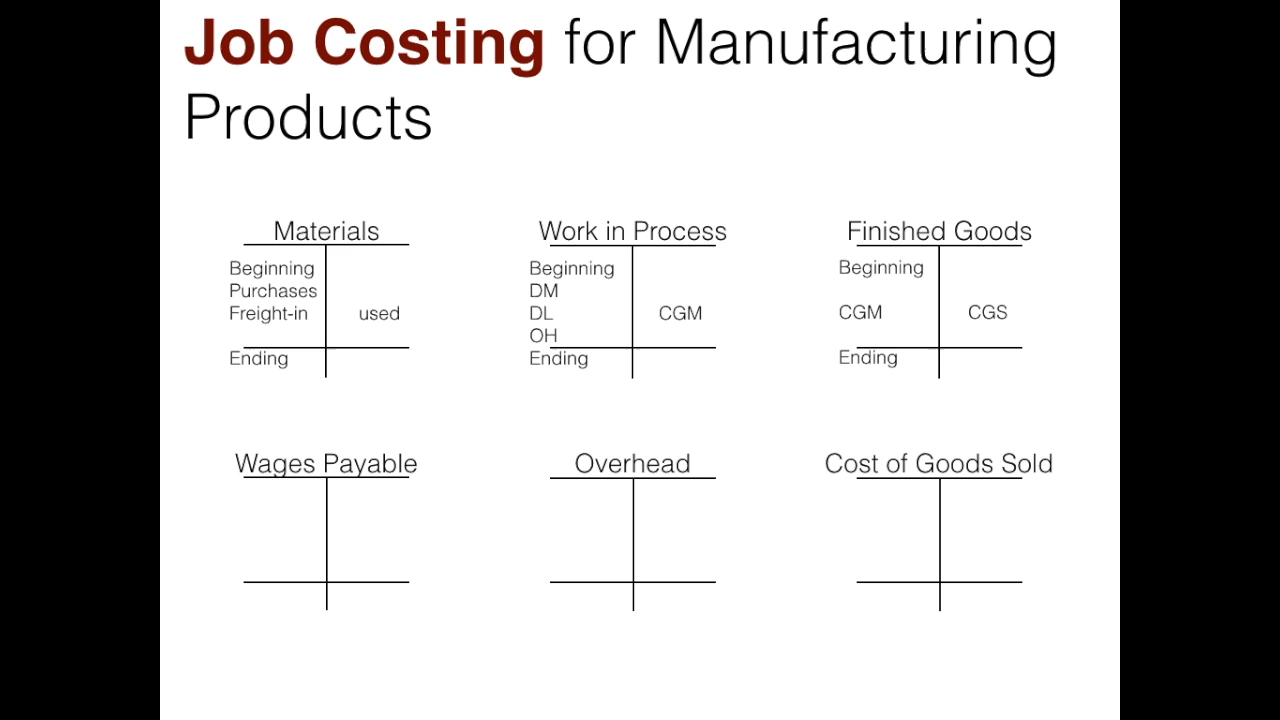 Job Costing for Manufacturing
Products
Materials
Beginning
Purchases
Freight-in used
Ending
Work in Process
Beginning
DM
DL CGM
OH
Ending
Finished Goods
Beginning
CGM CGS
Ending
Wages Payable
Overhead
Cost of Goods Sold